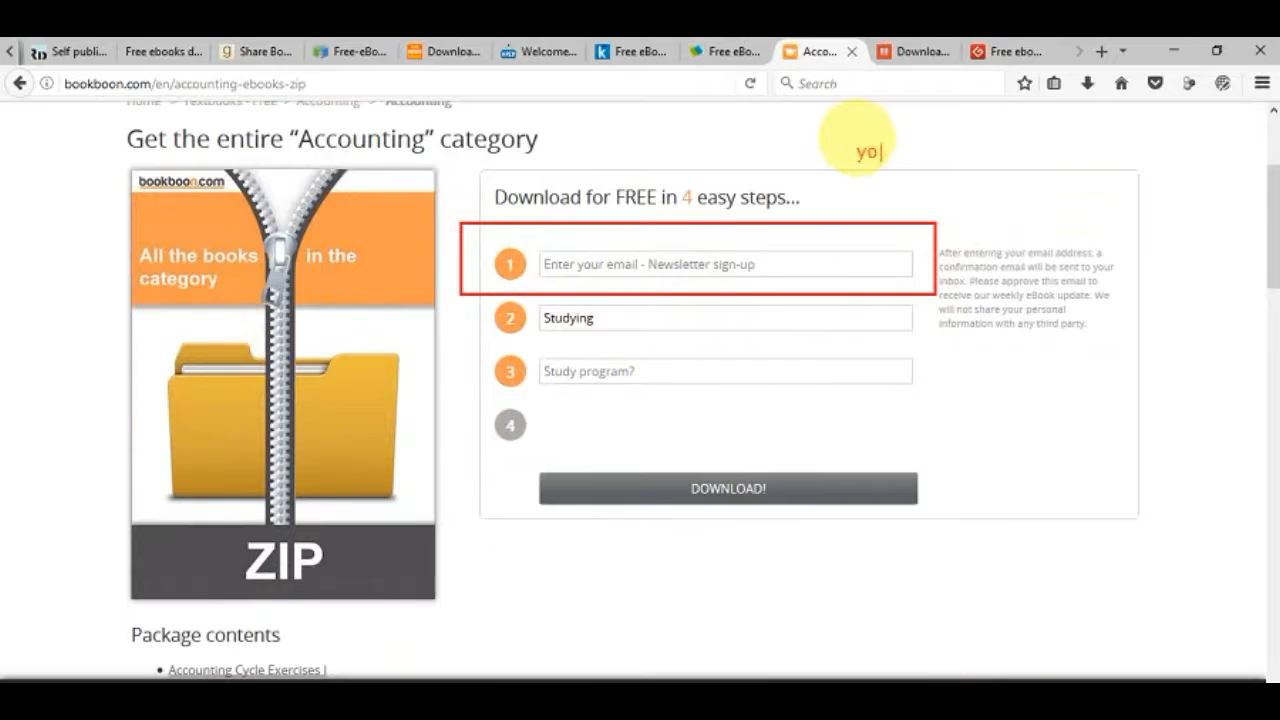 Self publi...
Free ebooks d...
Share Bo...
Free-eBo...
Downloa...
Welcome...
Free eBo...
Free eBo...
Acco...
Downloa...
Free ebo...
bookboon.com/en/accounting-ebooks-zip
Search
Home > Textbooks - Free > Accounting > Accounting
Get the entire “Accounting” category
yo
bookboon.com
All the books in the
category
ZIP
Download for FREE in 4 easy steps...
1 Enter your email - Newsletter sign-up
After entering your email address, a
confirmation email will be sent to your
inbox. Please approve this email to
receive our weekly eBook update. We
will not share your personal
information with any third party.
2 Studying
3 Study program?
4
DOWNLOAD!
Package contents
• Accounting Cycle Exercises I